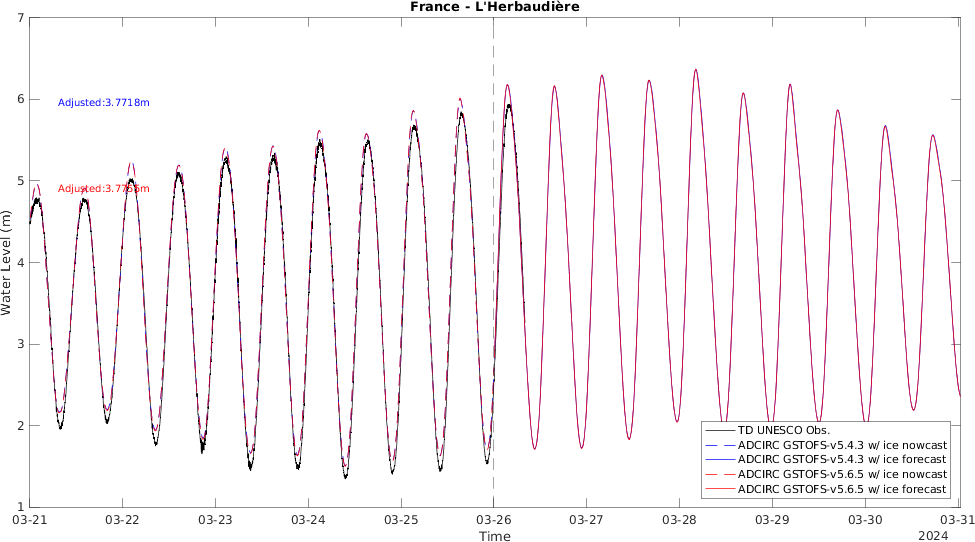 France - L'Herbaudière
7
6
5
4
3
2
1
Water Level (m)
Adjusted:3.7718m
Adjusted:3.7755m
TD UNESCO Obs.
ADCIRC GSTOFS-v5.4.3 w/ ice nowcast
ADCIRC GSTOFS-v5.4.3 w/ ice forecast
ADCIRC GSTOFS-v5.6.5 w/ ice nowcast
ADCIRC GSTOFS-v5.6.5 w/ ice forecast
03-21 03-22 03-23 03-24 03-25 03-26 03-27 03-28 03-29 03-30 03-31
Time
2024